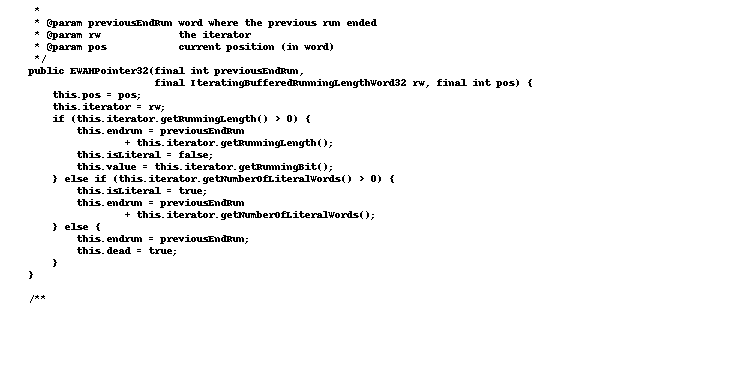 *
* @param previousEndRun word where the previous run ended
* @param rw             the iterator
* @param pos            current position (in word)
*/
public EWAHPointer32(final int previousEndRun,
                     final IteratingBufferedRunningLengthWord32 rw, final int pos) {
    this.pos = pos;
    this.iterator = rw;
    if (this.iterator.getRunningLength() > 0) {
        this.endrun = previousEndRun
                + this.iterator.getRunningLength();
        this.isLiteral = false;
        this.value = this.iterator.getRunningBit();
    } else if (this.iterator.getNumberOfLiteralWords() > 0) {
        this.isLiteral = true;
        this.endrun = previousEndRun
                + this.iterator.getNumberOfLiteralWords();
    } else {
        this.endrun = previousEndRun;
        this.dead = true;
    }
}
/**